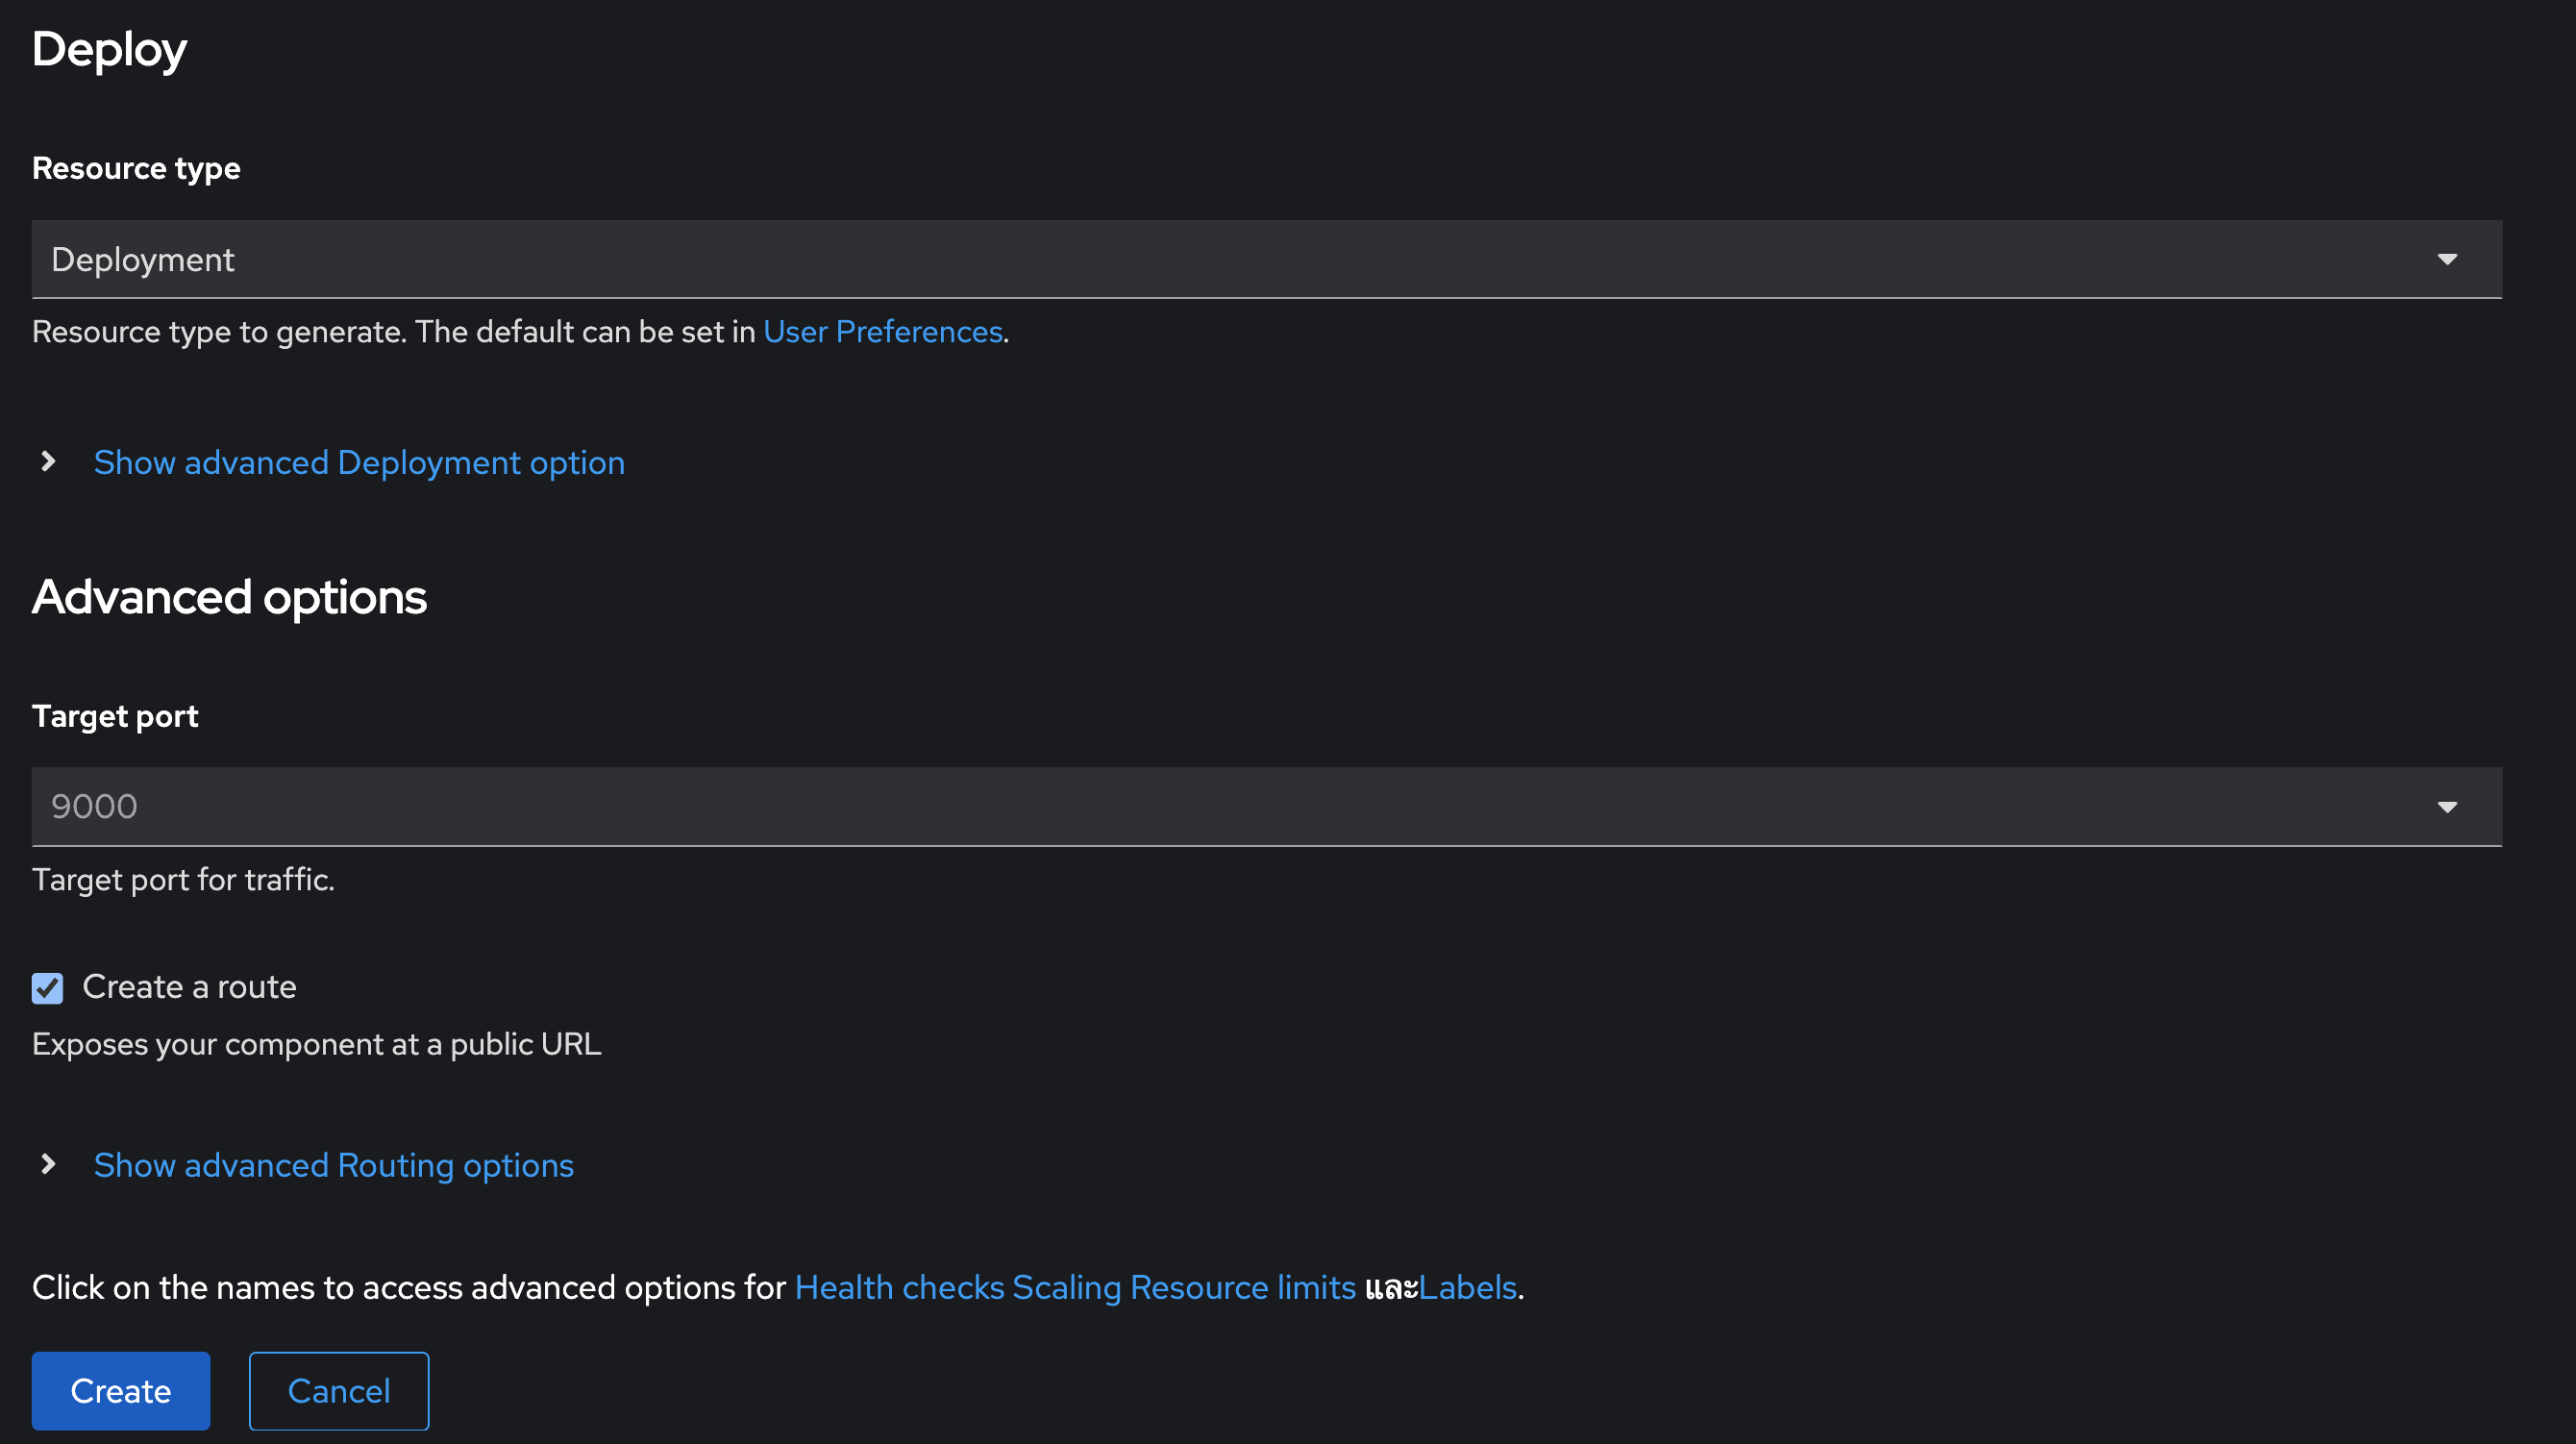 Deploy
Resource type
Deployment
Resource type to generate. The default can be set in User Preferences.
Show advanced Deployment option
Advanced options
Target port
9000
Target port for traffic.
Create a route
Exposes your component at a public URL
Show advanced Routing options
Click on the names to access advanced options for Health checks Scaling Resource limits และLabels.
Create Cancel